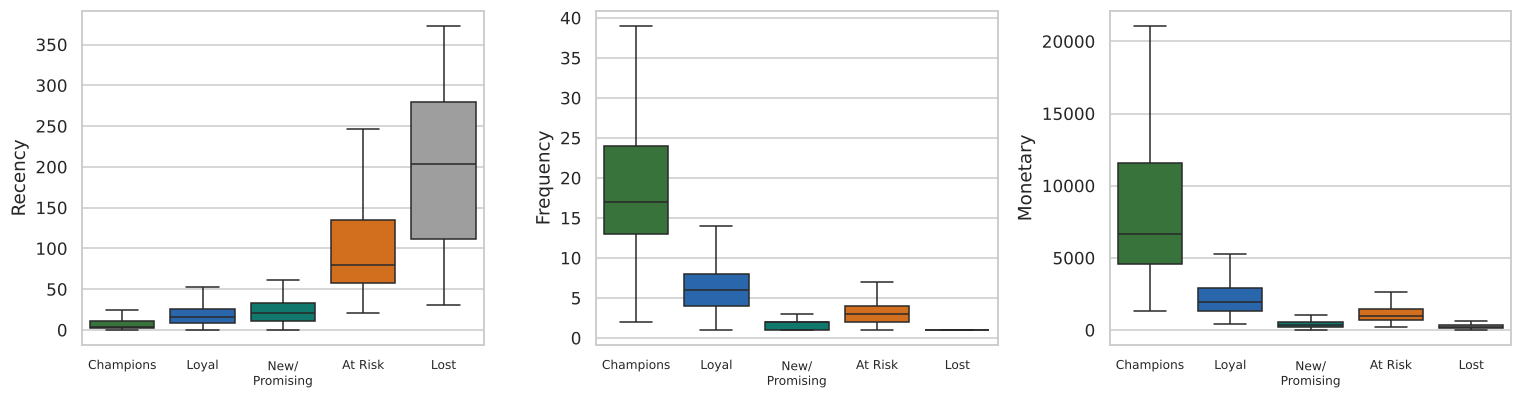 Recency
350
300
250
200
150
100
50
0
Champions
Loyal
New/
Promising
At Risk
Lost
Frequency
40
35
30
25
20
15
10
5
0
Champions
Loyal
New/
Promising
At Risk
Lost
Monetary
20000
15000
10000
5000
0
Champions
Loyal
New/
Promising
At Risk
Lost